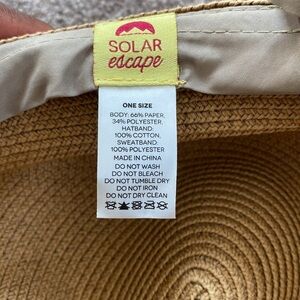 SOLAR
escape
ONE SIZE
BODY: 66% PAPER,
34% POLYESTER,
HATBAND:
100% COTTON,
SWEATBAND:
100% POLYESTER
MADE IN CHINA
DO NOT WASH
DO NOT BLEACH
DO NOT TUMBLE DRY
DO NOT IRON
DO NOT DRY CLEAN